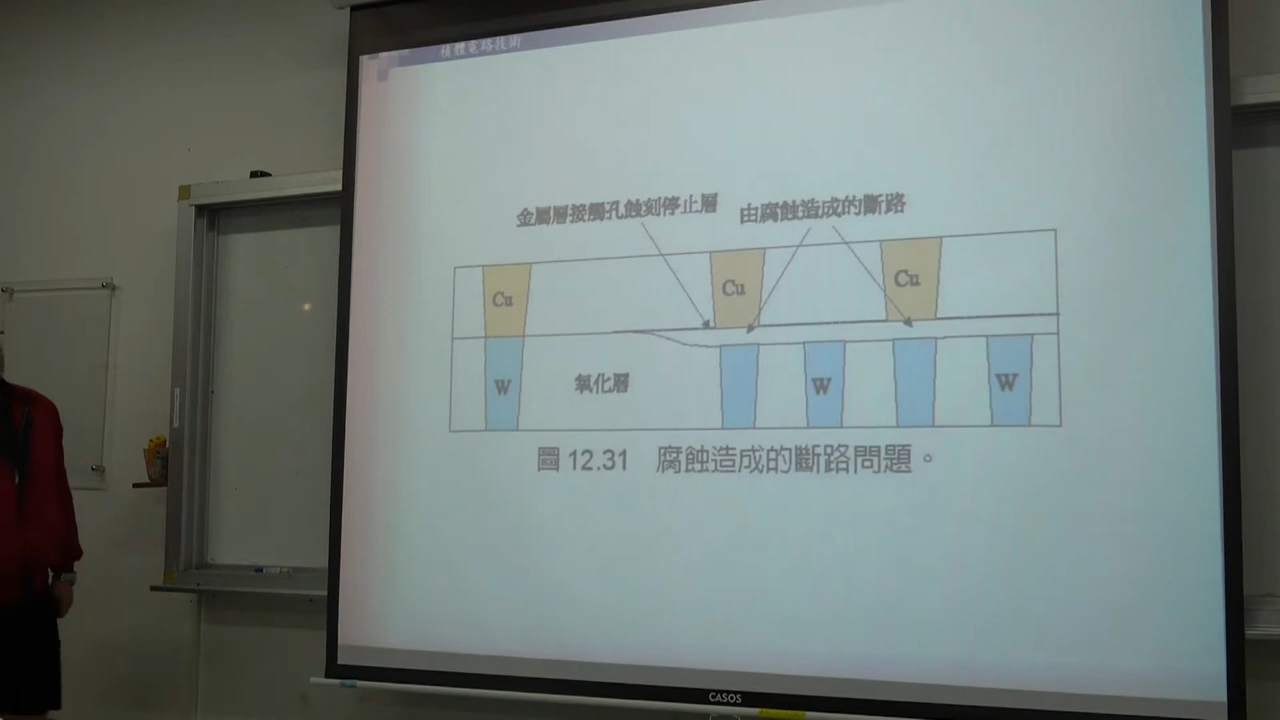 積體電路技術
金屬層接觸孔蝕刻停止層
由腐蝕造成的斷路
Cu
Cu
Cu
W
氧化層
W
W
圖 12.31 腐蝕造成的斷路問題。
CASOS